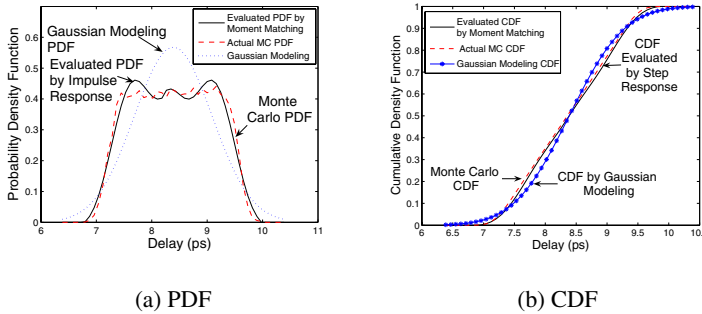 Evaluated PDF by
Moment Matching
Actual MC PDF
Gaussian Modeling
Gaussian Modeling
PDF
Evaluated PDF
by Impulse
Response
Monte
Carlo PDF
Probability Density Function
0.6
0.5
0.4
0.3
0.2
0.1
0
6
7
8
9
10
11
Delay (ps)
(a) PDF
Evaluated CDF
by Moment Matching
Actual MC CDF
Gaussian Modeling CDF
CDF
Evaluated
by Step
Response
Monte Carlo
CDF
CDF by Gaussian
Modeling
Cumulative Density Function
1
0.9
0.8
0.7
0.6
0.5
0.4
0.3
0.2
0.1
0
6
6.5
7
7.5
8
8.5
9
9.5
10
10.
Delay (ps)
(b) CDF